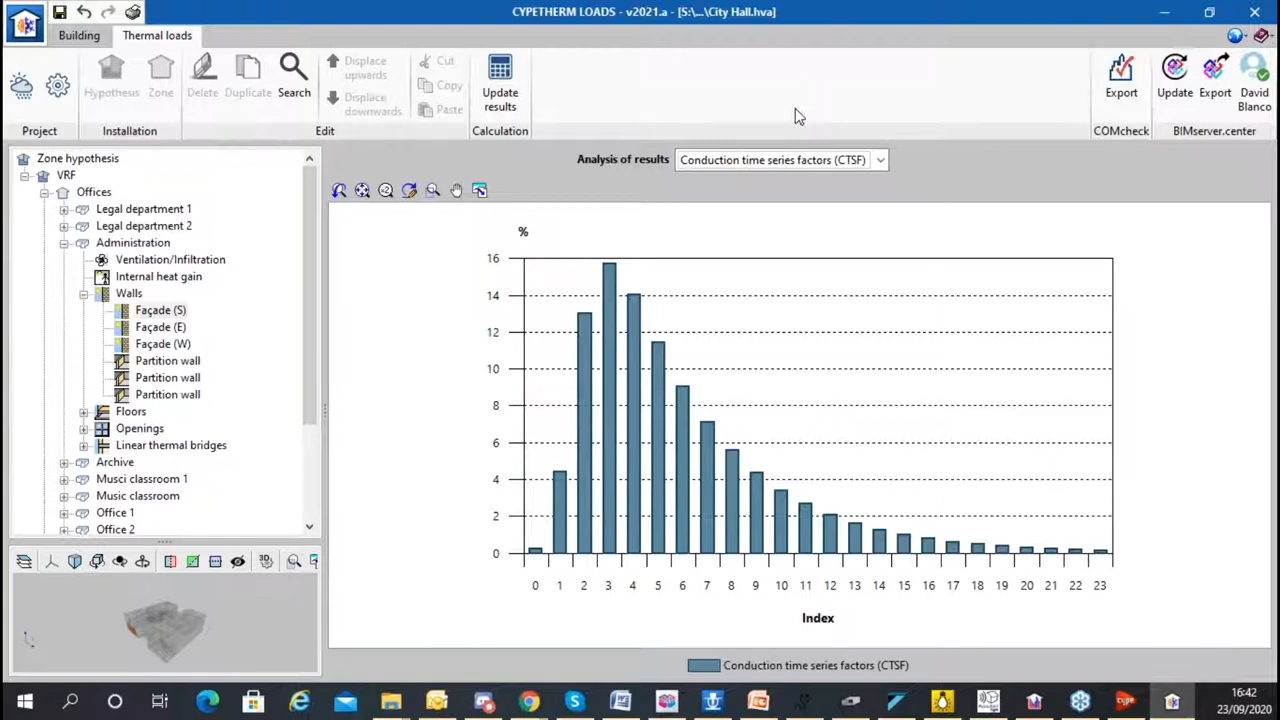 CYPETHERM LOADS - v2021.a - [S:\...\City Hall.hva]
Building
Thermal loads
Hypothesis
Zone
Delete
Duplicate
Search
Displace upwards
Displace downwards
Cut
Copy
Paste
Update results
Export
Update
Export
David Blanco
Project
Installation
Edit
Calculation
COMcheck
BIMserver.center
Zone hypothesis
VRF
Offices
Legal department 1
Legal department 2
Administration
Ventilation/Infiltration
Internal heat gain
Walls
Façade (S)
Façade (E)
Façade (W)
Partition wall
Partition wall
Partition wall
Floors
Openings
Linear thermal bridges
Archive
Musci classroom 1
Music classroom
Office 1
Office 2
Analysis of results
Conduction time series factors (CTSF)
%
16
14
12
10
8
6
4
2
0
0 1 2 3 4 5 6 7 8 9 10 11 12 13 14 15 16 17 18 19 20 21 22 23
Index
Conduction time series factors (CTSF)
16:42
23/09/2020